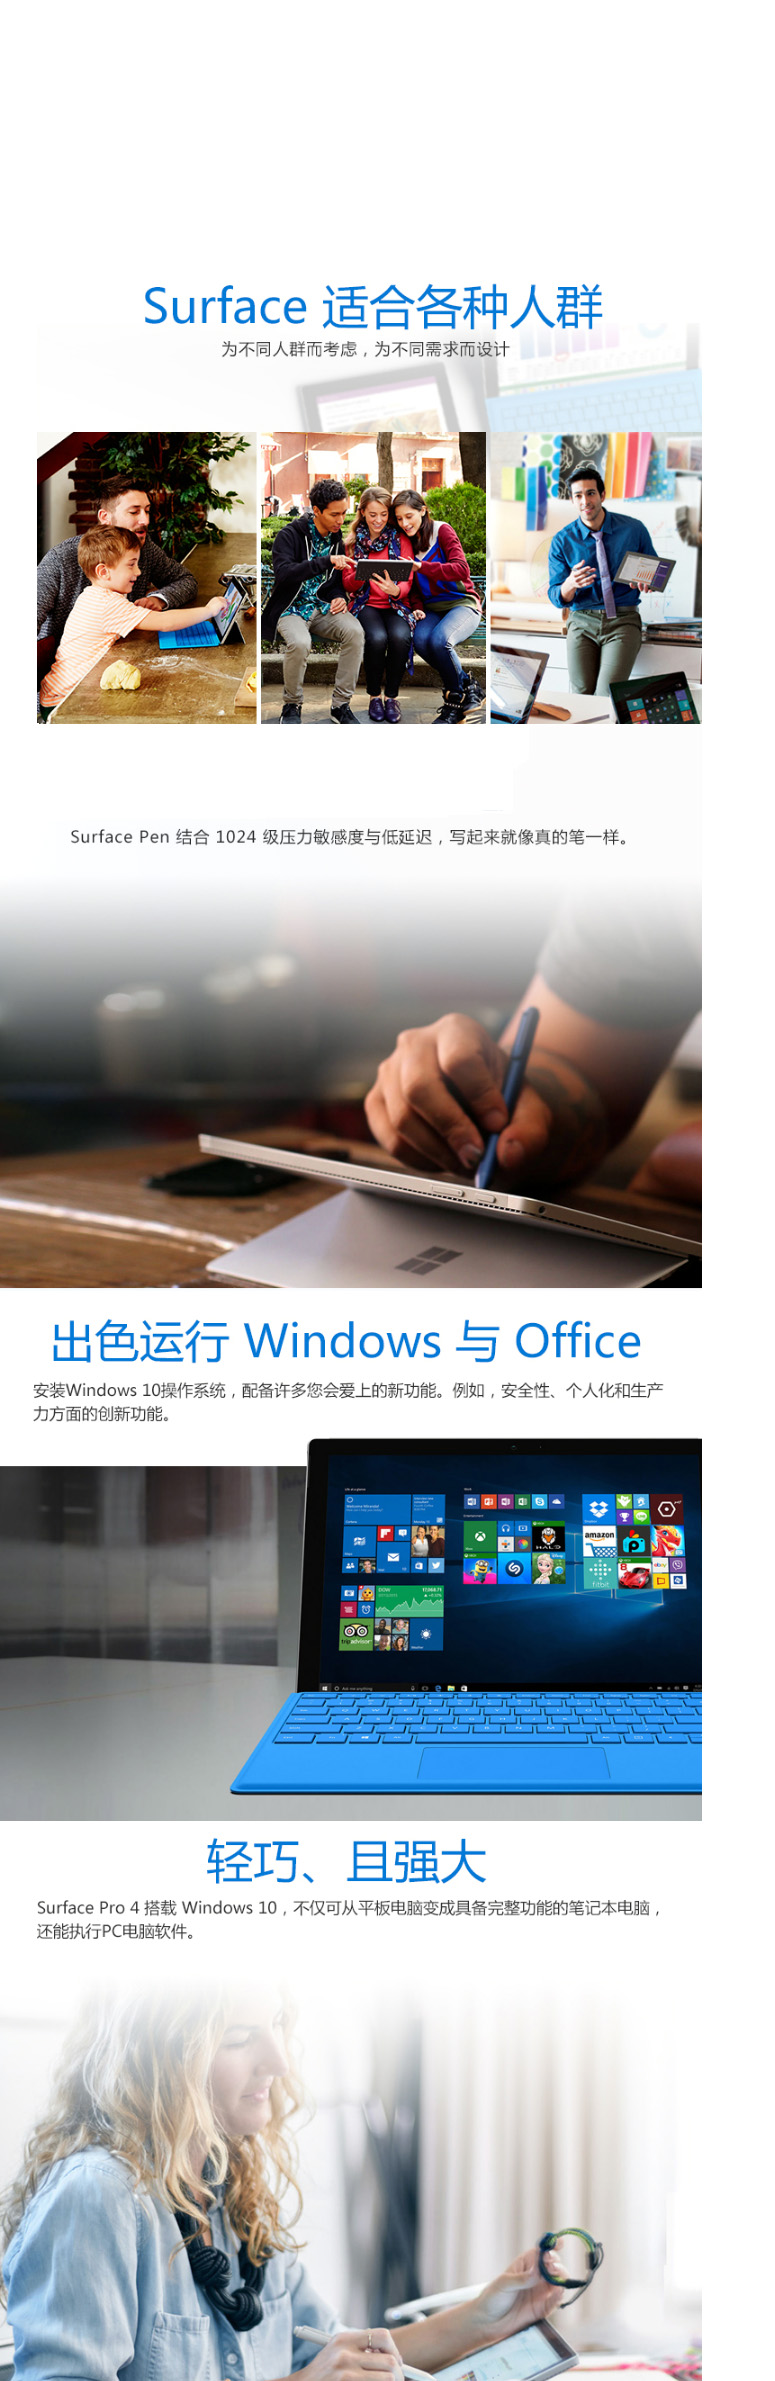 Surface 适合各种人群
为不同人群而考虑，为不同需求而设计
Surface Pen 结合 1024 级压力敏感度与低延迟，写起来就像真的笔一样。
出色运行 Windows 与 Office
安装Windows 10操作系统，配备许多您会爱上的新功能。例如，安全性、个人化和生产
力方面的创新功能。
amazon
HALO
fitbit
tripadvisor
Ask me anything
轻巧、且强大
Surface Pro 4 搭载 Windows 10，不仅可从平板电脑变成具备完整功能的笔记本电脑，
还能执行PC电脑软件。